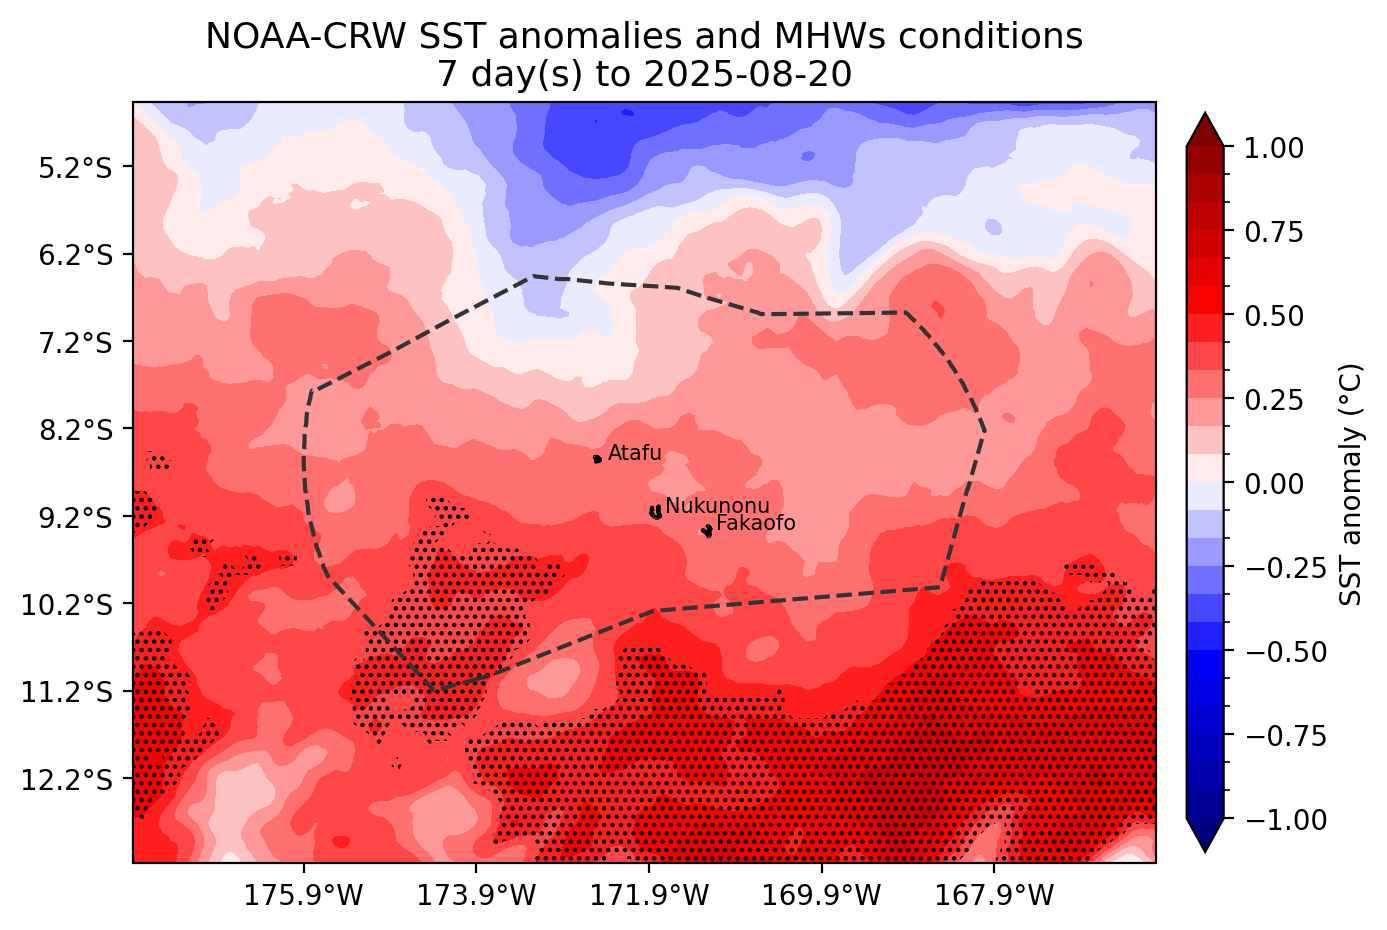 NOAA-CRW SST anomalies and MHWs conditions
7 day(s) to 2025-08-20
5.2°S
6.2°S
7.2°S
8.2°S
9.2°S
10.2°S
11.2°S
12.2°S
Atafu
Nukunonu
Fakaofo
175.9°W
173.9°W
171.9°W
169.9°W
167.9°W
1.00
0.75
0.50
0.25
0.00
−0.25
−0.50
−0.75
−1.00
SST anomaly (°C)